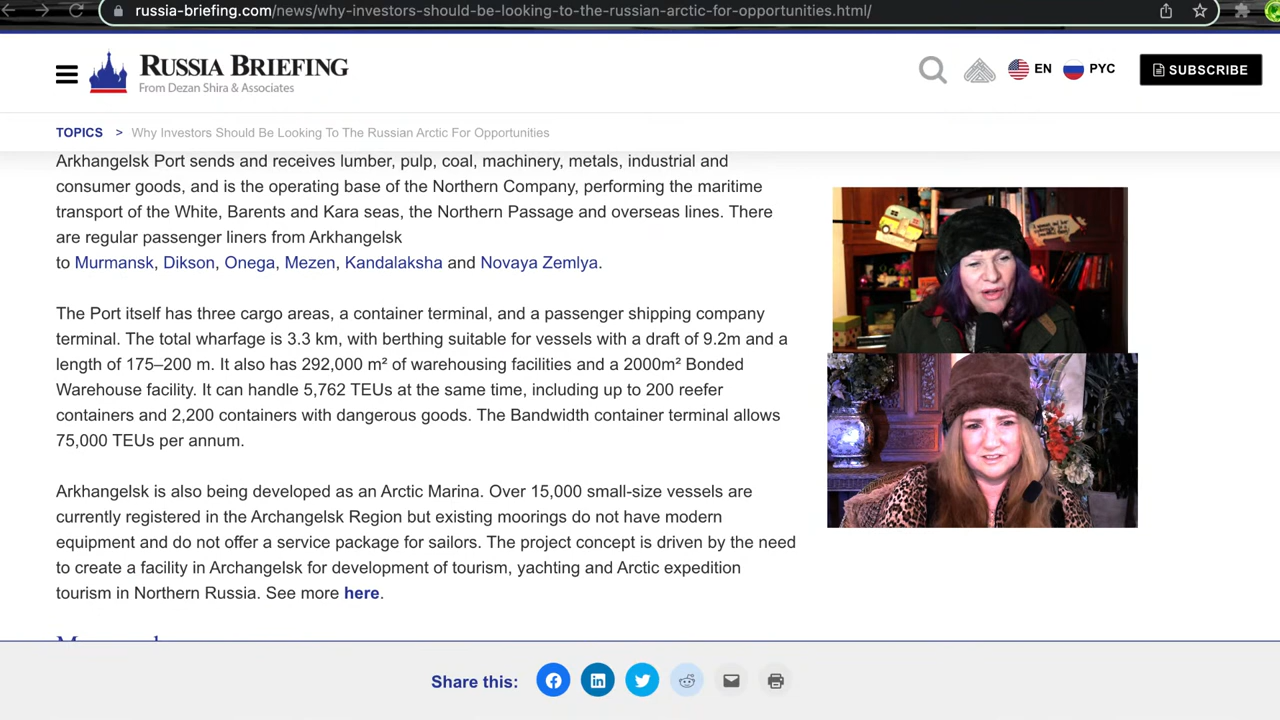 russia-briefing.com/news/why-investors-should-be-looking-to-the-russian-arctic-for-opportunities.html/
RUSSIA BRIEFING
From Dezan Shira & Associates
EN
РУС
SUBSCRIBE
TOPICS > Why Investors Should Be Looking To The Russian Arctic For Opportunities
Arkhangelsk Port sends and receives lumber, pulp, coal, machinery, metals, industrial and
consumer goods, and is the operating base of the Northern Company, performing the maritime
transport of the White, Barents and Kara seas, the Northern Passage and overseas lines. There
are regular passenger liners from Arkhangelsk
to Murmansk, Dikson, Onega, Mezen, Kandalaksha and Novaya Zemlya.
The Port itself has three cargo areas, a container terminal, and a passenger shipping company
terminal. The total wharfage is 3.3 km, with berthing suitable for vessels with a draft of 9.2m and a
length of 175–200 m. It also has 292,000 m² of warehousing facilities and a 2000m² Bonded
Warehouse facility. It can handle 5,762 TEUs at the same time, including up to 200 reefer
containers and 2,200 containers with dangerous goods. The Bandwidth container terminal allows
75,000 TEUs per annum.
Arkhangelsk is also being developed as an Arctic Marina. Over 15,000 small-size vessels are
currently registered in the Archangelsk Region but existing moorings do not have modern
equipment and do not offer a service package for sailors. The project concept is driven by the need
to create a facility in Archangelsk for development of tourism, yachting and Arctic expedition
tourism in Northern Russia. See more here.
Share this: